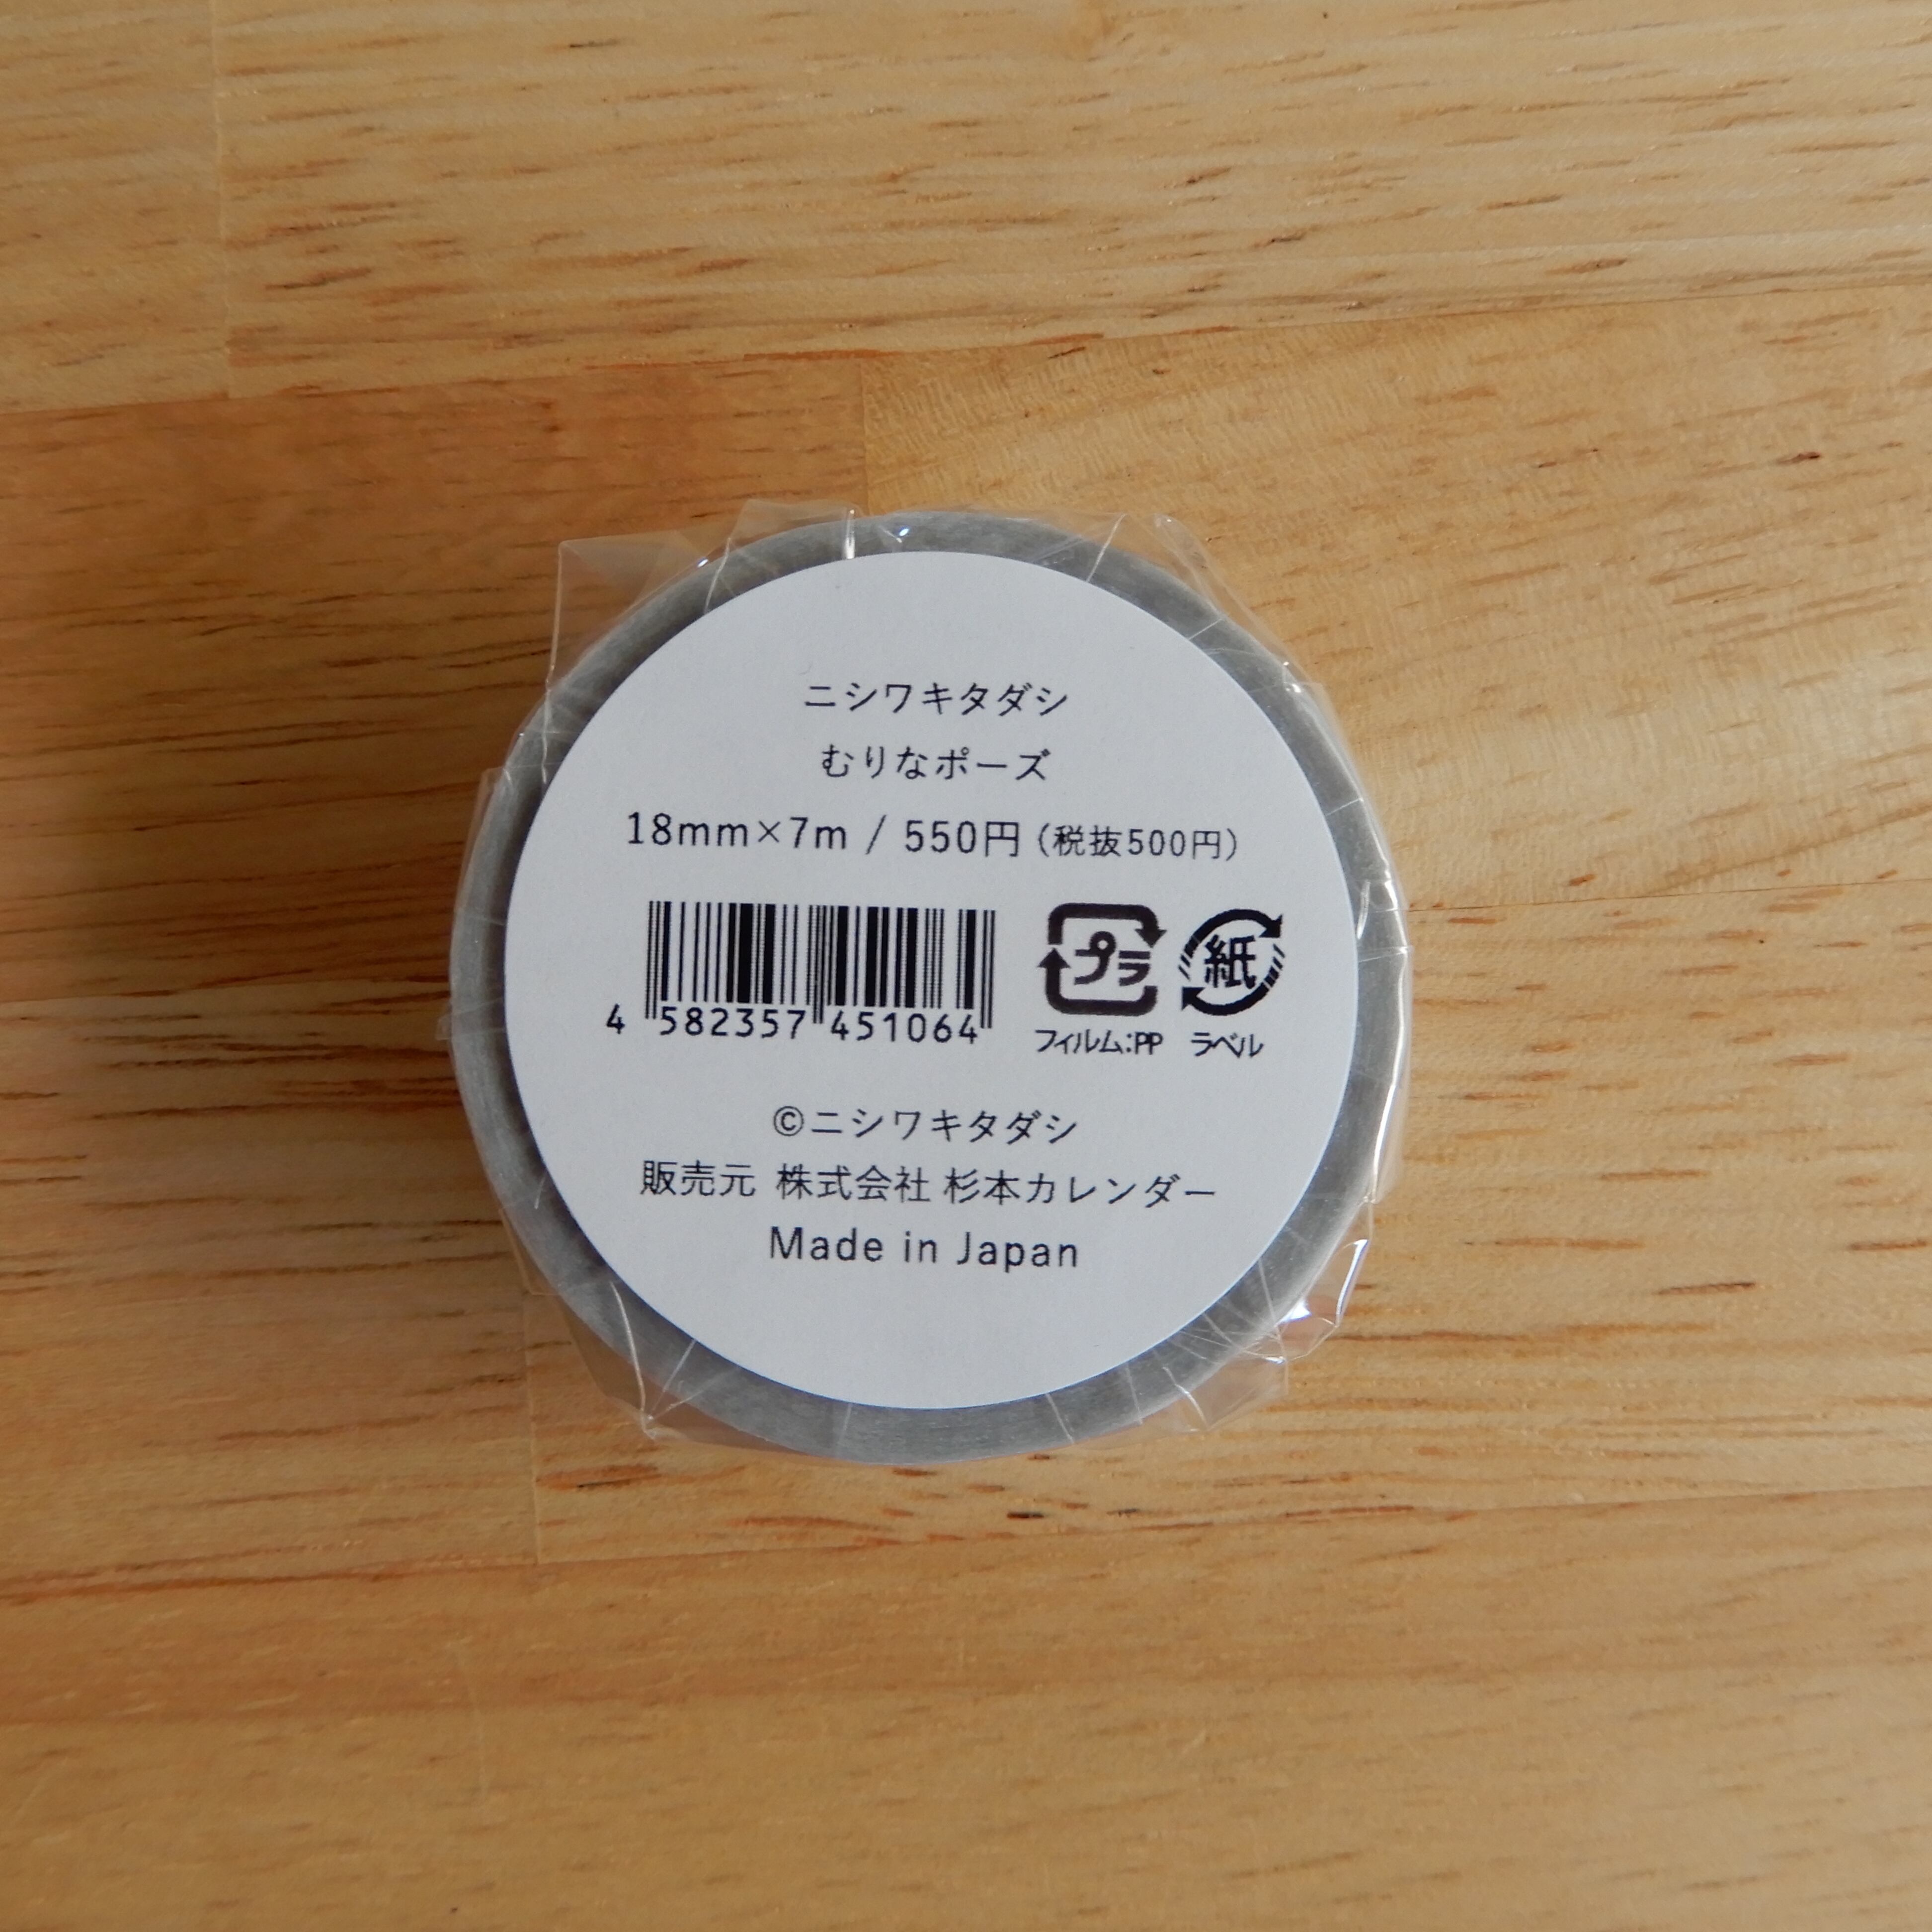 ニシワキタダシ
むりなポーズ
18mm×7m / 550円（税抜500円）
プラ 紙
4 582357 451064
フィルム:PP ラベル
©ニシワキタダシ
販売元 株式会社 杉本カレンダー
Made in Japan